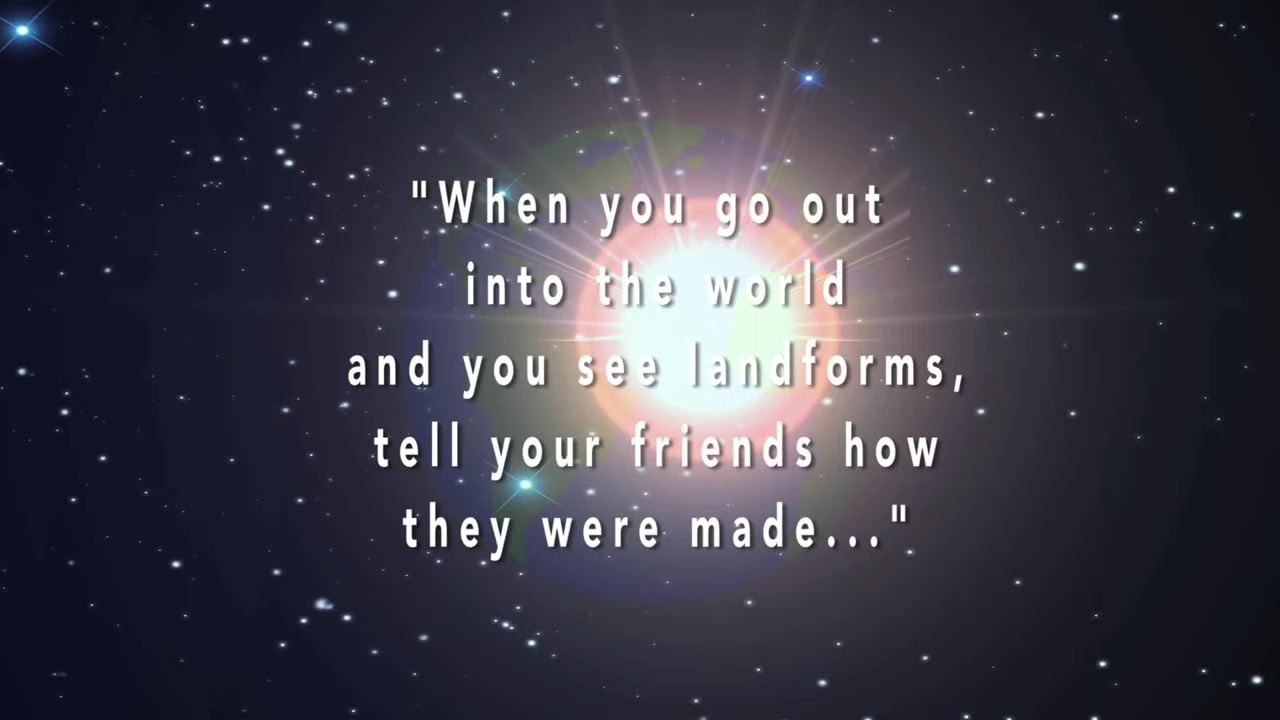 "When you go out
into the world
and you see landforms,
tell your friends how
they were made..."